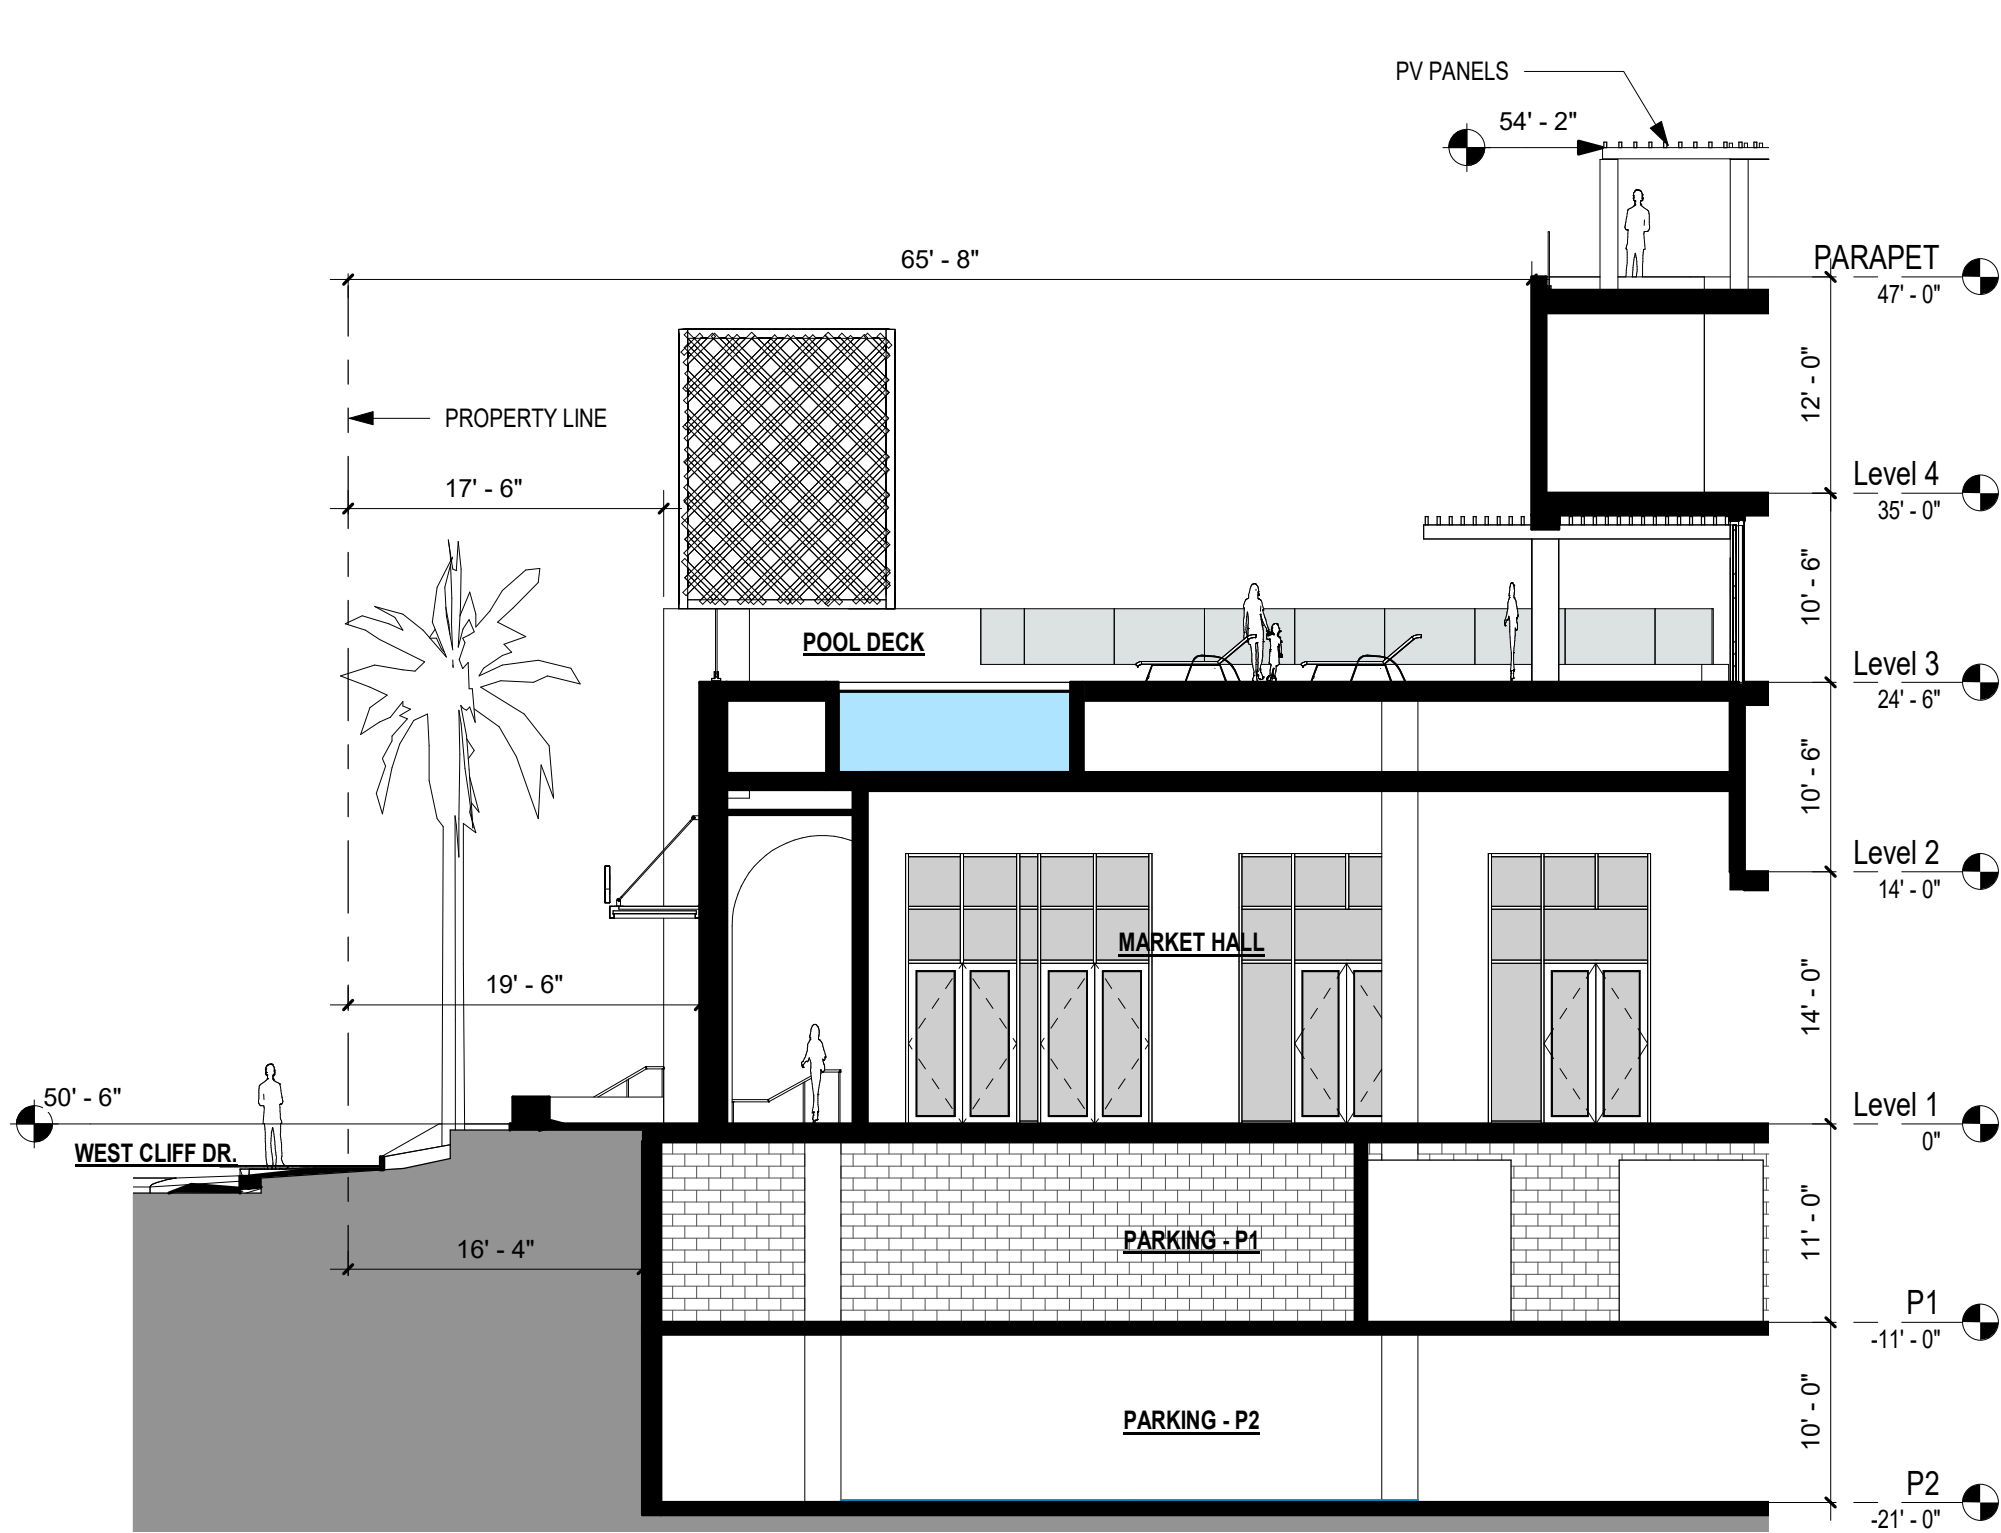 PV PANELS
54' - 2"
65' - 8"
PARAPET
47' - 0"
12' - 0"
PROPERTY LINE
17' - 6"
Level 4
35' - 0"
10' - 6"
POOL DECK
Level 3
24' - 6"
10' - 6"
Level 2
14' - 0"
MARKET HALL
19' - 6"
14' - 0"
50' - 6"
Level 1
0"
WEST CLIFF DR.
16' - 4"
PARKING - P1
11' - 0"
P1
-11' - 0"
PARKING - P2
10' - 0"
P2
-21' - 0"